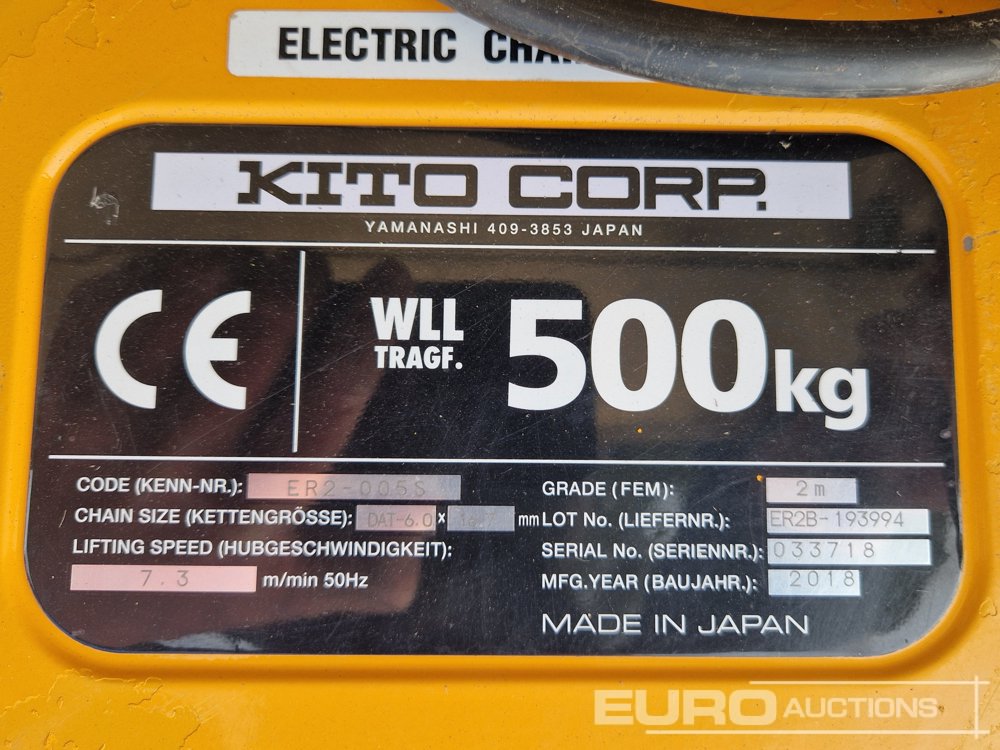 ELECTRIC
KITO CORP.
YAMANASHI 409-3853 JAPAN
CE
WLL
TRAGF.
500kg
CODE (KENN-NR.): ER2-005S
CHAIN SIZE (KETTENGRÖSSE): DAT-6.0 x mm
LIFTING SPEED (HUBGESCHWINDIGKEIT):
7.3 m/min 50Hz
GRADE (FEM): 2m
LOT No. (LIEFERNR.): ER2B-193994
SERIAL No. (SERIENNR.): 033718
MFG.YEAR (BAUJAHR.): 2018
MADE IN JAPAN
EURO AUCTIONS